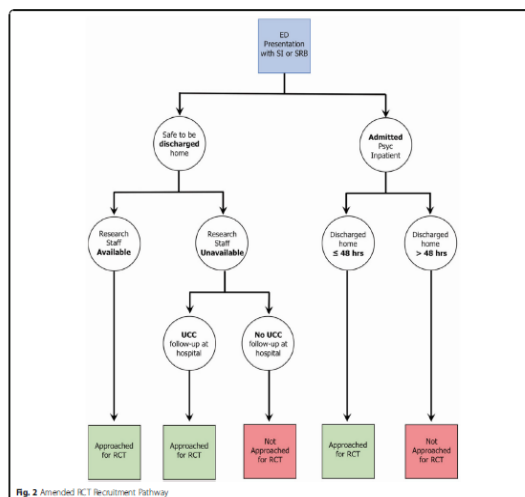 ED
Presentation
with SI or SRB
Safe to be
discharged
home
Admitted
Psyc
Inpatient
Research
Staff
Available
Research
Staff
Unavailable
Discharged
home
≤ 48 hrs
Discharged
home
> 48 hrs
UCC
follow-up at
hospital
No UCC
follow-up at
hospital
Approached
for RCT
Approached
for RCT
Not
Approached
for RCT
Approached
for RCT
Not
Approached
for RCT
Fig. 2 Amended RCT Recruitment Pathway